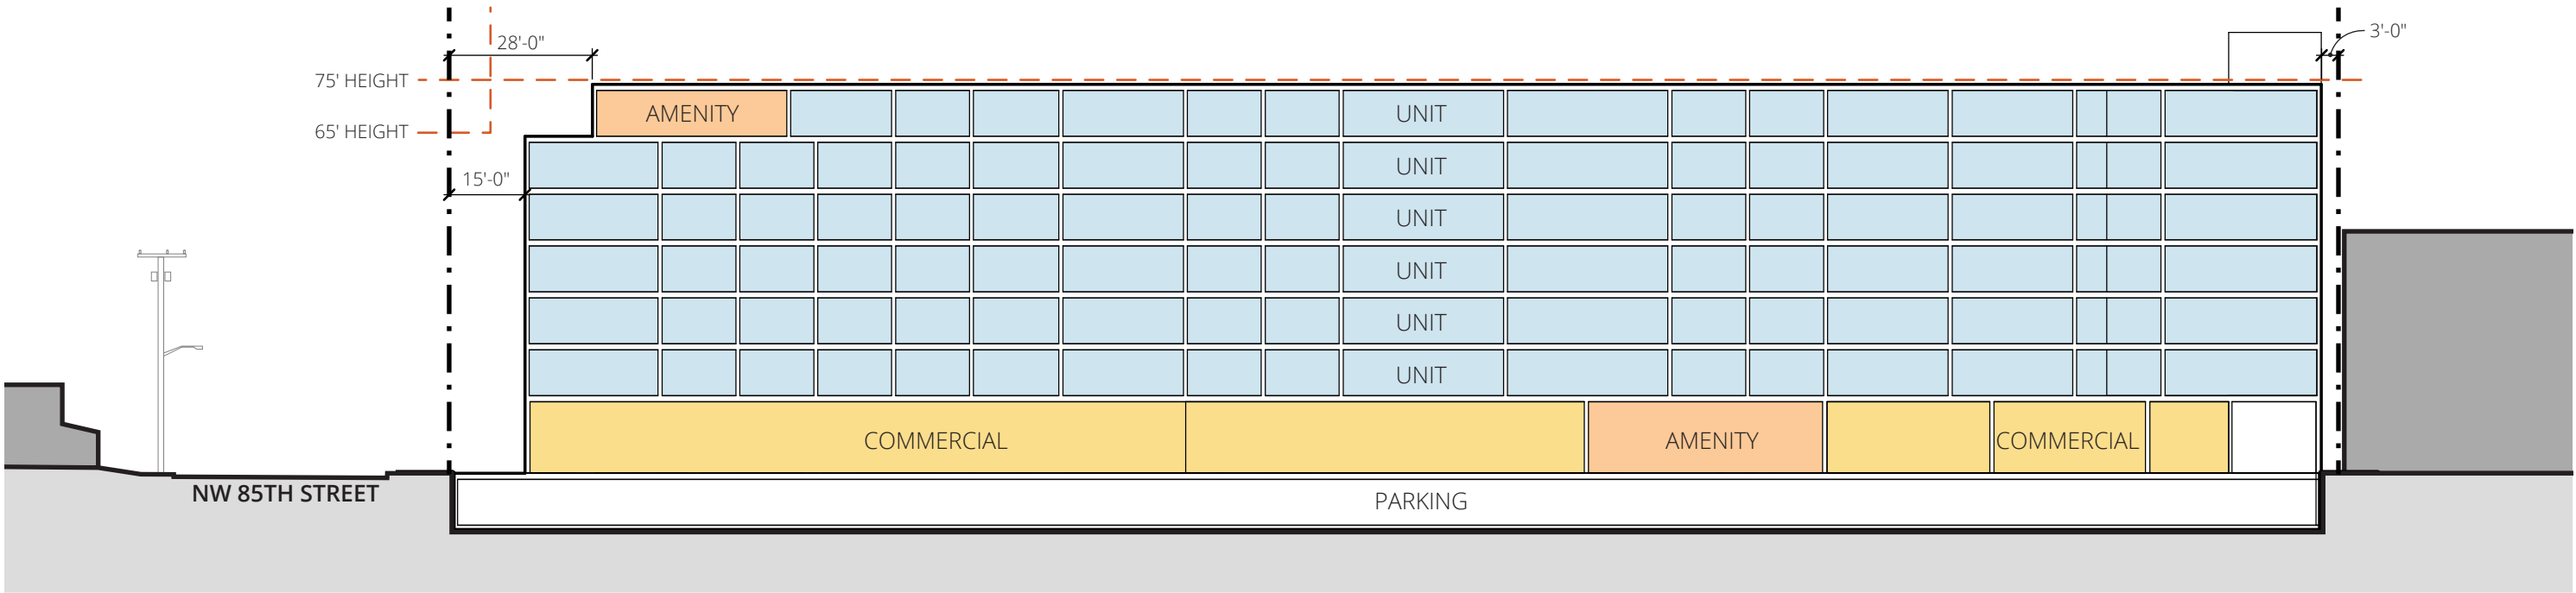 28'-0"
3'-0"
75' HEIGHT
AMENITY
UNIT
65' HEIGHT
UNIT
15'-0"
UNIT
UNIT
UNIT
UNIT
COMMERCIAL
AMENITY
COMMERCIAL
NW 85TH STREET
PARKING